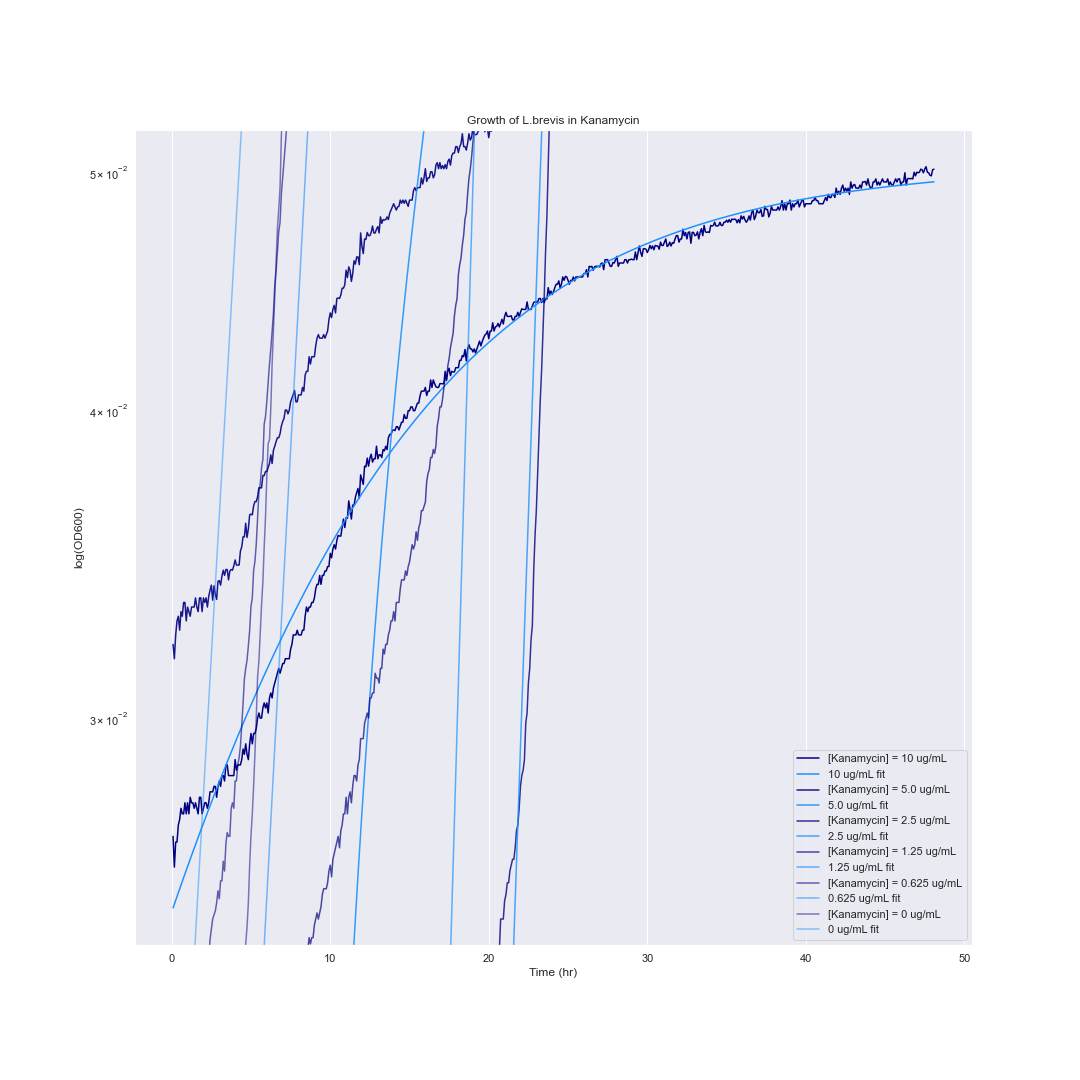 Growth of L.brevis in Kanamycin
5 × 10⁻²
4 × 10⁻²
3 × 10⁻²
log(OD600)
[Kanamycin] = 10 ug/mL
10 ug/mL fit
[Kanamycin] = 5.0 ug/mL
5.0 ug/mL fit
[Kanamycin] = 2.5 ug/mL
2.5 ug/mL fit
[Kanamycin] = 1.25 ug/mL
1.25 ug/mL fit
[Kanamycin] = 0.625 ug/mL
0.625 ug/mL fit
[Kanamycin] = 0 ug/mL
0 ug/mL fit
0 10 20 30 40 50
Time (hr)